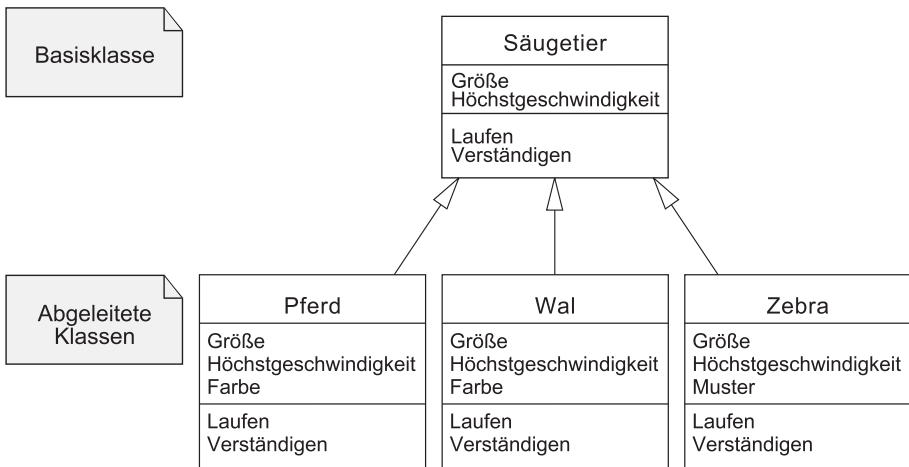 Basisklasse
Säugetier
Größe
Höchstgeschwindigkeit
Laufen
Verständigen
Abgeleitete
Klassen
Pferd
Größe
Höchstgeschwindigkeit
Farbe
Laufen
Verständigen
Wal
Größe
Höchstgeschwindigkeit
Farbe
Laufen
Verständigen
Zebra
Größe
Höchstgeschwindigkeit
Muster
Laufen
Verständigen